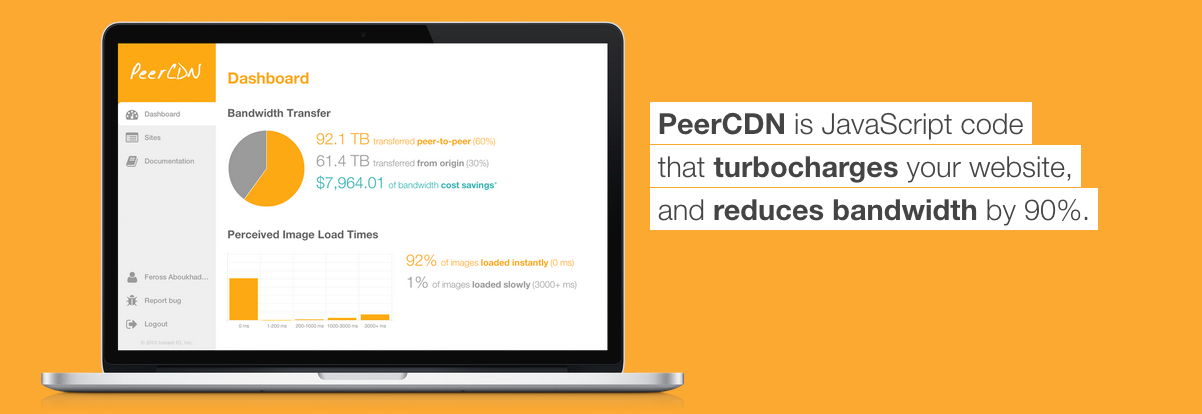 PeerCDN
Dashboard
Sites
Documentation
Feross Aboukhad...
Report bug
Logout
Dashboard
Bandwidth Transfer
92.1 TB transferred peer-to-peer (60%)
61.4 TB transferred from origin (30%)
$7,964.01 of bandwidth cost savings*
Perceived Image Load Times
92% of images loaded instantly (0 ms)
1% of images loaded slowly (3000+ ms)
0 ms 1-200 ms 200-1000 ms 1000-3000 ms 3000+ ms
PeerCDN is JavaScript code
that turbocharges your website,
and reduces bandwidth by 90%.